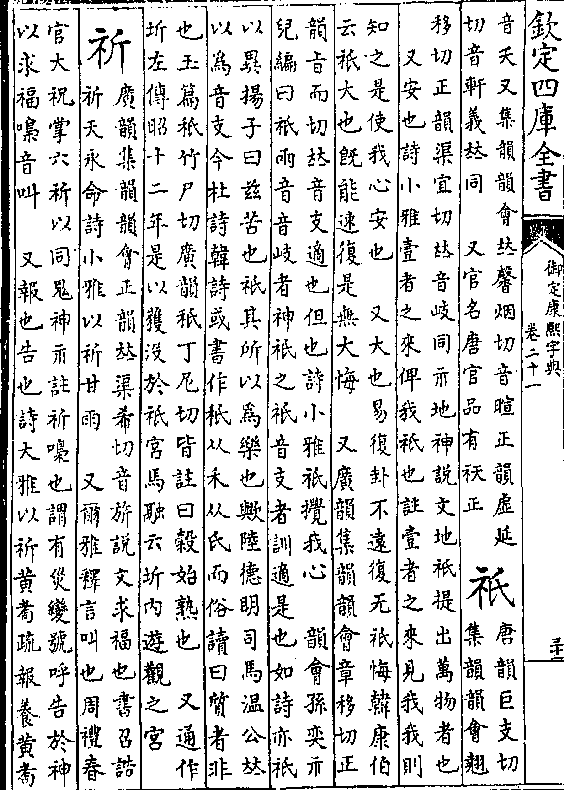 欽定四庫全書
御定康熙字典
卷二十一
音天又集韻韻會𠀤馨烟切音暄正韻虛延
切音軒義𠀤同　又官名唐官品有祆正
祇
唐韻巨支切
集韻韻會翹
移切正韻渠宜切𠀤音岐同示地神說文地祇提出萬物者也
又安也詩小雅壹者之來俾我祇也註壹者之來見我我則
知之是使我心安也　又大也易復卦不遠復无祇悔韓康伯
云祇大也旣能速復是無大悔　又廣韻集韻韻會章移切正
韻旨而切𠀤音支適也但也詩小雅祇攪我心　韻會孫奕示
兒編曰祇兩音音岐者神祇之祇音支者訓適是也如詩亦祇
以異揚子曰兹苦也祇其所以爲樂也歟陸德明司馬温公𠀤
以爲音支今杜詩韓詩或書作秖从禾从氏而俗讀曰質者非
也玉篇秖竹尸切廣韻秖丁尼切皆註曰穀始熟也　又通作
圻左傳昭十二年是以獲没於祇宮馬融云圻内遊觀之宮
祈
廣韻集韻韻會正韻𠀤渠希切音旂說文求福也書召誥
祈天永命詩小雅以祈甘雨　又爾雅釋言叫也周禮春
官大祝掌六祈以同鬼神示註祈嘄也謂有災變號呼告於神
以求福嘄音叫　又報也告也詩大雅以祈黄耇疏報養黄耇